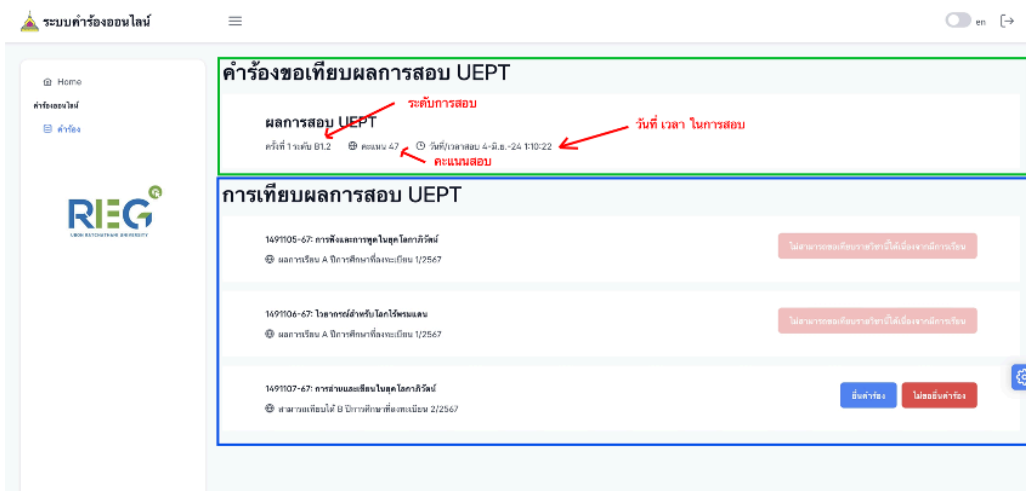 ระบบคำร้องออนไลน์
en
Home
คำร้องออนไลน์
คำร้อง
RIEG
UBON RATCHATHANI UNIVERSITY
คำร้องขอเทียบผลการสอบ UEPT
ระดับการสอบ
ผลการสอบ UEPT
วันที่ เวลา ในการสอบ
ครั้งที่ 1 ระดับ B1.2 คะแนน 47 วันที่/เวลาสอบ 4-มิ.ย.-24 1:10:22
คะแนนสอบ
การเทียบผลการสอบ UEPT
1491105-67: การฟังและการพูดในยุคโลกาภิวัตน์
ไม่สามารถขอเทียบรายวิชานี้ได้เนื่องจากมีการเรียน
ผลการเรียน A ปีการศึกษาที่ลงทะเบียน 1/2567
1491106-67: ไวยากรณ์สำหรับโลกไร้พรมแดน
ไม่สามารถขอเทียบรายวิชานี้ได้เนื่องจากมีการเรียน
ผลการเรียน A ปีการศึกษาที่ลงทะเบียน 1/2567
1491107-67: การอ่านและเขียนในยุคโลกาภิวัตน์
ยื่นคำร้อง
ไม่ขอยื่นคำร้อง
สามารถเทียบได้ B ปีการศึกษาที่ลงทะเบียน 2/2567